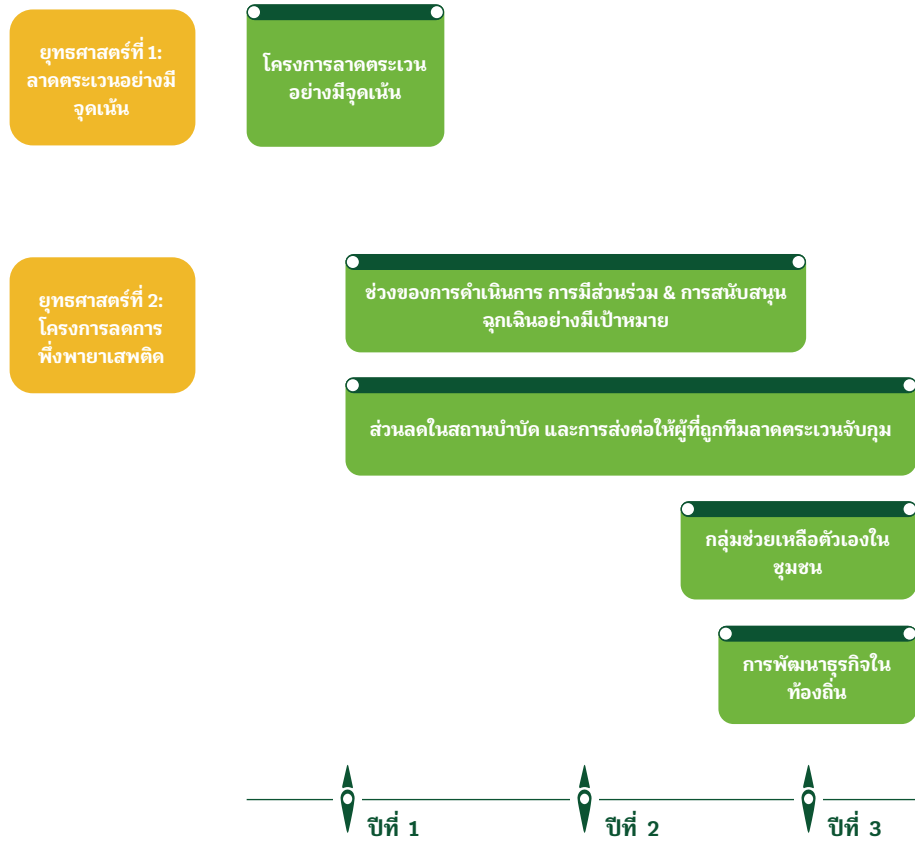 ยุทธศาสตร์ที่ 1:
ลาดตระเวนอย่างมี
จุดเน้น
โครงการลาดตระเวน
อย่างมีจุดเน้น
ยุทธศาสตร์ที่ 2:
โครงการลดการ
พึ่งพายาเสพติด
ช่วงของการดำเนินการ การมีส่วนร่วม & การสนับสนุน
ฉุกเฉินอย่างมีเป้าหมาย
ส่วนลดในสถานบำบัด และการส่งต่อให้ผู้ที่ถูกทีมลาดตระเวนจับกุม
กลุ่มช่วยเหลือตัวเองใน
ชุมชน
การพัฒนาธุรกิจใน
ท้องถิ่น
ปีที่ 1
ปีที่ 2
ปีที่ 3